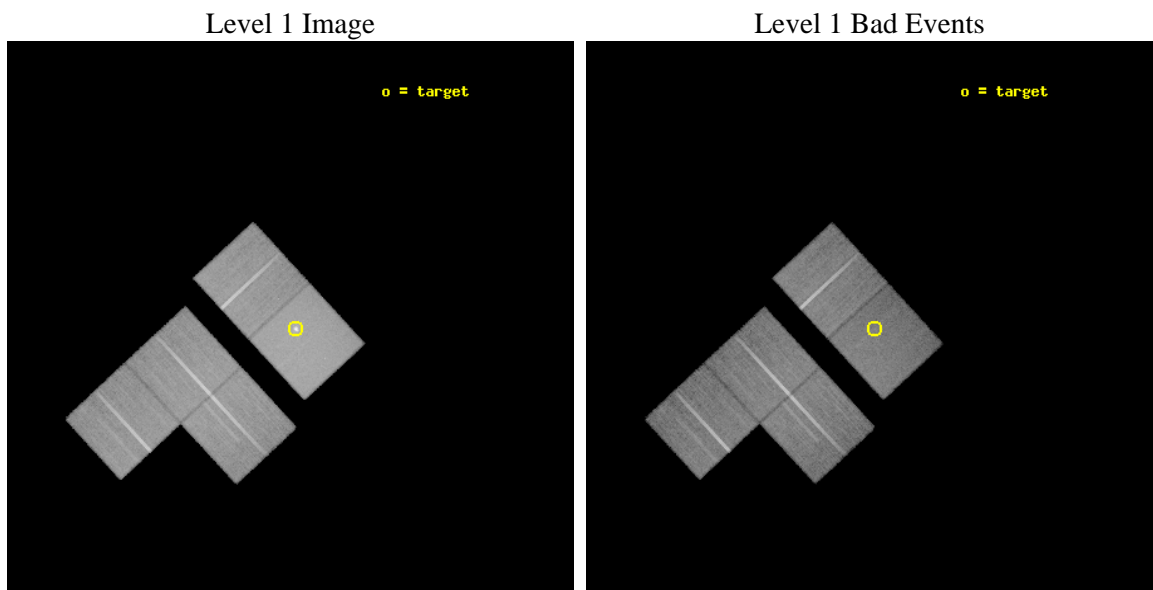 Level 1 Image
Level 1 Bad Events
o = target
o = target